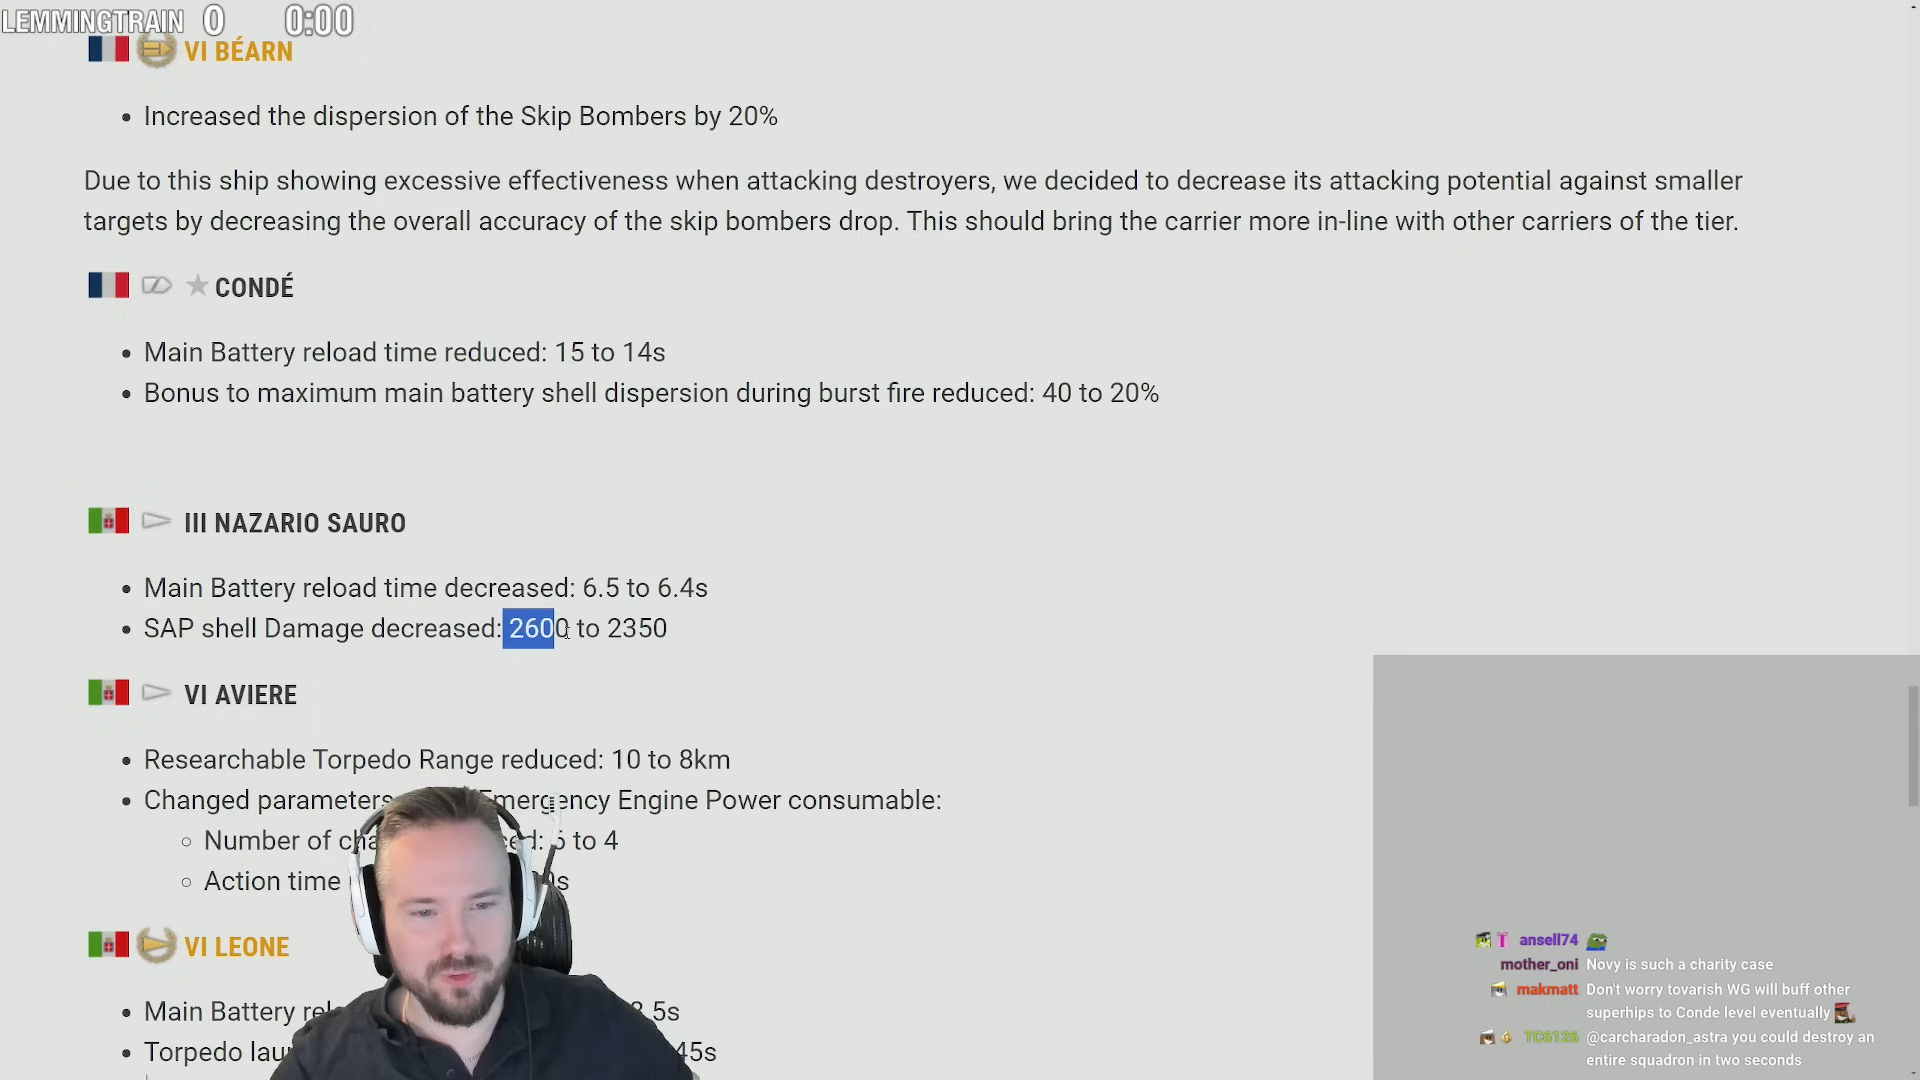 LEMMINGTRAIN 0 0:00
VI BÉARN
• Increased the dispersion of the Skip Bombers by 20%
Due to this ship showing excessive effectiveness when attacking destroyers, we decided to decrease its attacking potential against smaller
targets by decreasing the overall accuracy of the skip bombers drop. This should bring the carrier more in-line with other carriers of the tier.
CONDÉ
• Main Battery reload time reduced: 15 to 14s
• Bonus to maximum main battery shell dispersion during burst fire reduced: 40 to 20%
III NAZARIO SAURO
• Main Battery reload time decreased: 6.5 to 6.4s
• SAP shell Damage decreased: 2600 to 2350
VI AVIERE
• Researchable Torpedo Range reduced: 10 to 8km
• Changed parameters Emergency Engine Power consumable:
Number of to 4
Action time
VI LEONE
• Main Battery
• Torpedo 45s
ansell74
mother_oni Novy is such a charity case
makmatt Don't worry tovarish WG will buff other
superhips to Conde level eventually
TC6126 @carcharadon_astra you could destroy an
entire squadron in two seconds